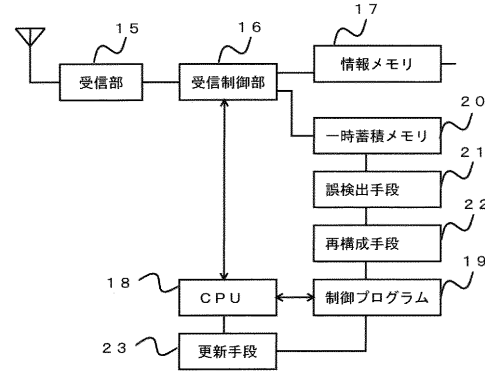 15
16
17
受信部
受信制御部
情報メモリ
20
一時蓄積メモリ
21
誤検出手段
22
再構成手段
19
18
CPU
制御プログラム
23
更新手段